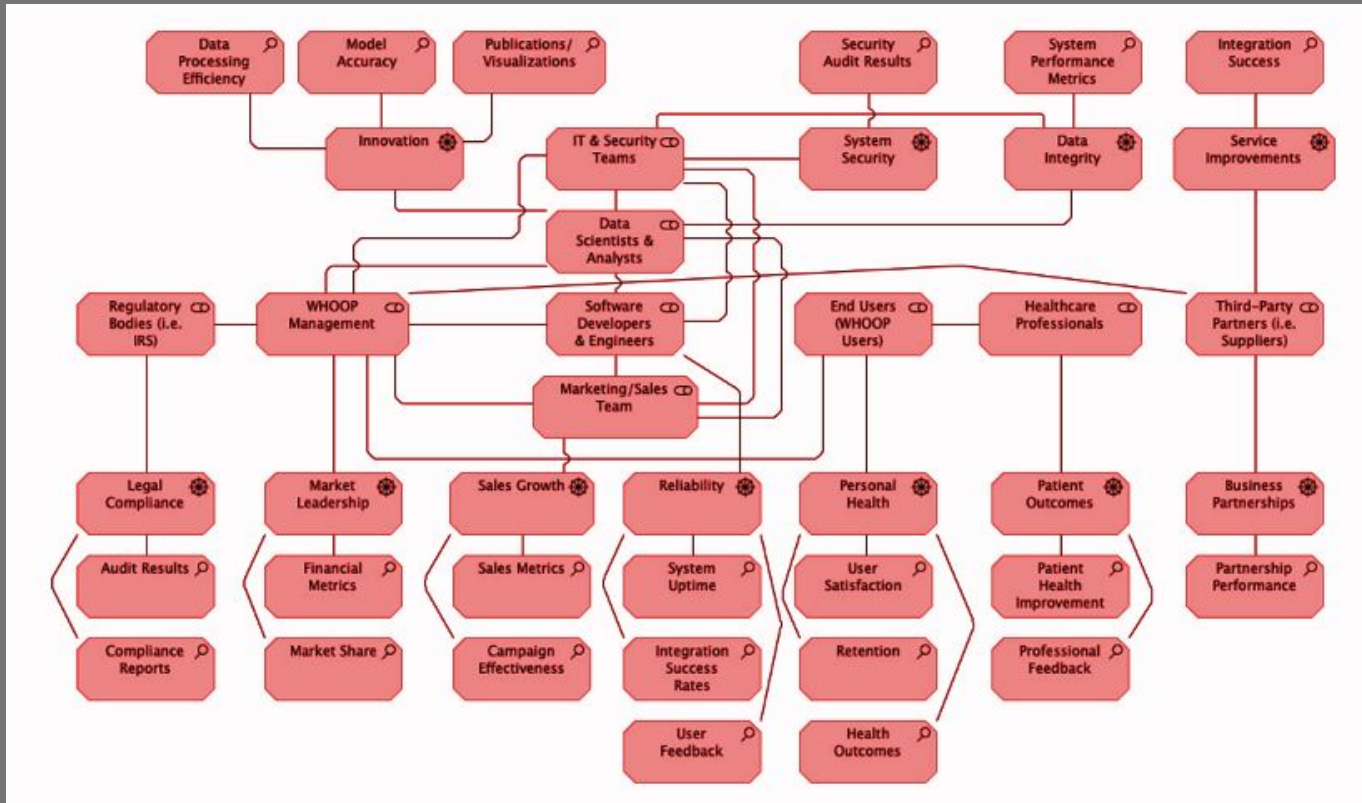 Data
Processing
Efficiency
Model
Accuracy
Publications/
Visualizations
Security
Audit Results
System
Performance
Metrics
Integration
Success
Innovation
IT & Security
Teams
System
Security
Data
Integrity
Service
Improvements
Data
Scientists &
Analysts
Regulatory
Bodies (i.e.
IRS)
WHOOP
Management
Software
Developers
& Engineers
End Users
(WHOOP
Users)
Healthcare
Professionals
Third-Party
Partners (i.e.
Suppliers)
Marketing/Sales
Team
Legal
Compliance
Market
Leadership
Sales Growth
Reliability
Personal
Health
Patient
Outcomes
Business
Partnerships
Audit Results
Financial
Metrics
Sales Metrics
System
Uptime
User
Satisfaction
Patient
Health
Improvement
Partnership
Performance
Compliance
Reports
Market Share
Campaign
Effectiveness
Integration
Success
Rates
Retention
Professional
Feedback
User
Feedback
Health
Outcomes